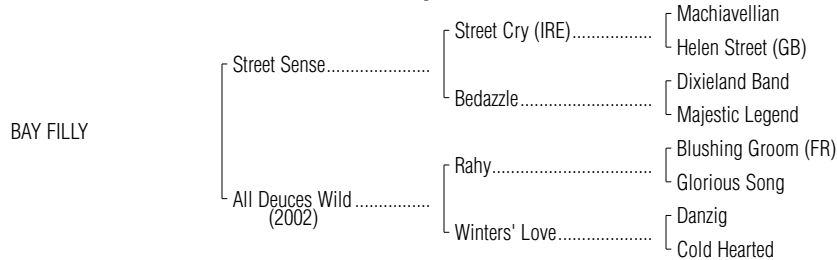 Machiavellian
Street Cry (IRE)..................
Helen Street (GB)
Street Sense......................
Dixieland Band
Bedazzle..............................
Majestic Legend
BAY FILLY
Blushing Groom (FR)
Rahy....................................
Glorious Song
All Deuces Wild ................
(2002)
Danzig
Winters' Love.....................
Cold Hearted